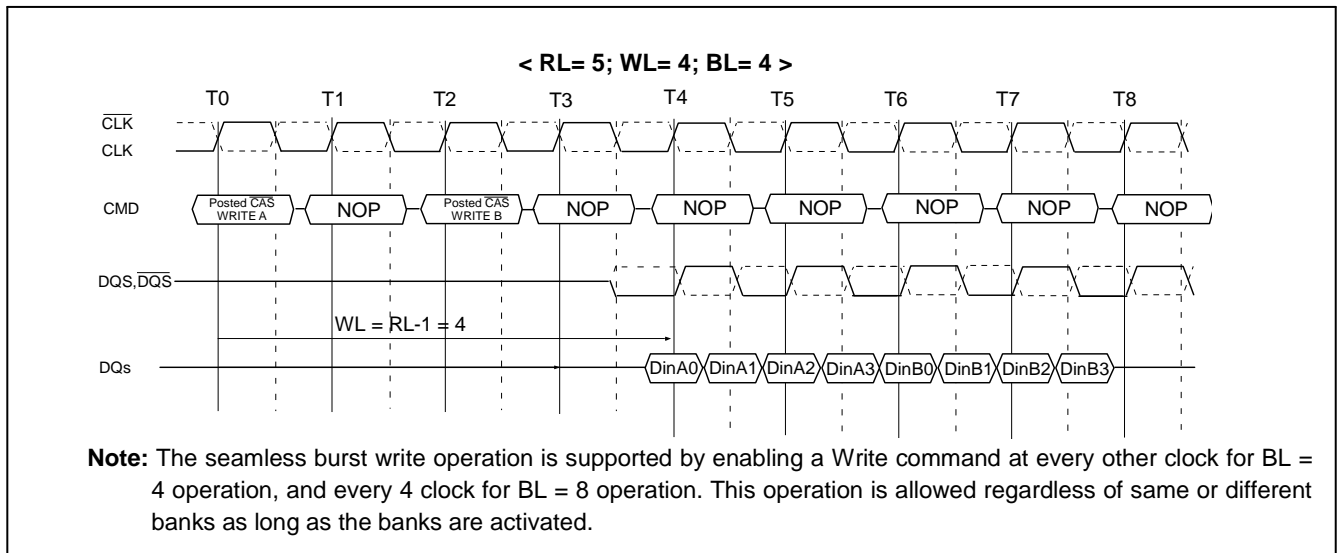 < RL= 5; WL= 4; BL= 4 >
T0 T1 T2 T3 T4 T5 T6 T7 T8
CLK
CLK
CMD Posted CAS WRITE A NOP Posted CAS WRITE B NOP NOP NOP NOP NOP NOP
DQS,DQS
WL = RL-1 = 4
DQs DinA0 DinA1 DinA2 DinA3 DinB0 DinB1 DinB2 DinB3
Note: The seamless burst write operation is supported by enabling a Write command at every other clock for BL =
4 operation, and every 4 clock for BL = 8 operation. This operation is allowed regardless of same or different
banks as long as the banks are activated.